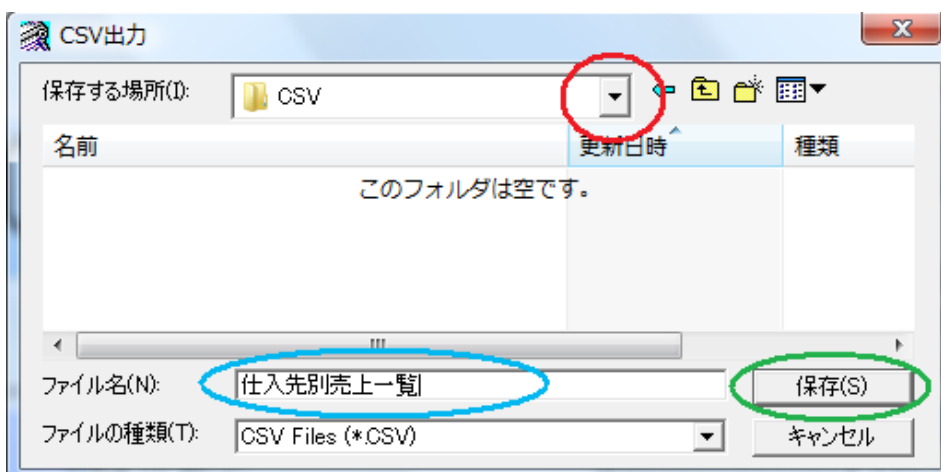 CSV出力
保存する場所(I):
CSV
名前 更新日時 種類
このフォルダは空です。
ファイル名(N): 仕入先別売上一覧 保存(S)
ファイルの種類(T): CSV Files (*.CSV) キャンセル